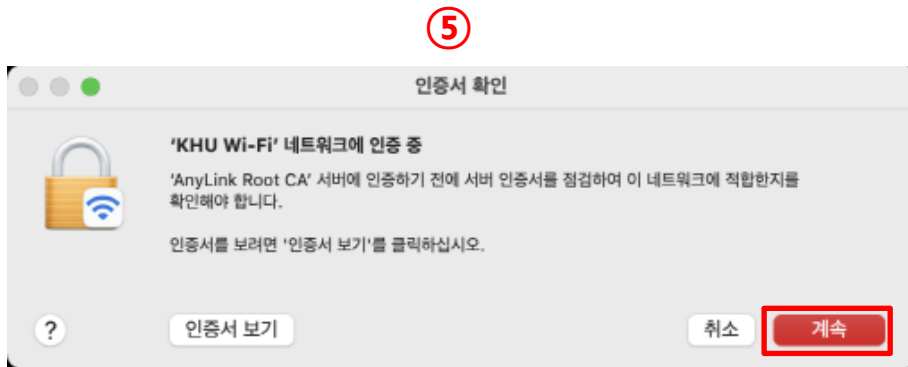 ⑤
인증서 확인
‘KHU Wi-Fi’ 네트워크에 인증 중
'AnyLink Root CA' 서버에 인증하기 전에 서버 인증서를 점검하여 이 네트워크에 적합한지를
확인해야 합니다.
인증서를 보려면 '인증서 보기'를 클릭하십시오.
? 인증서 보기 취소 계속